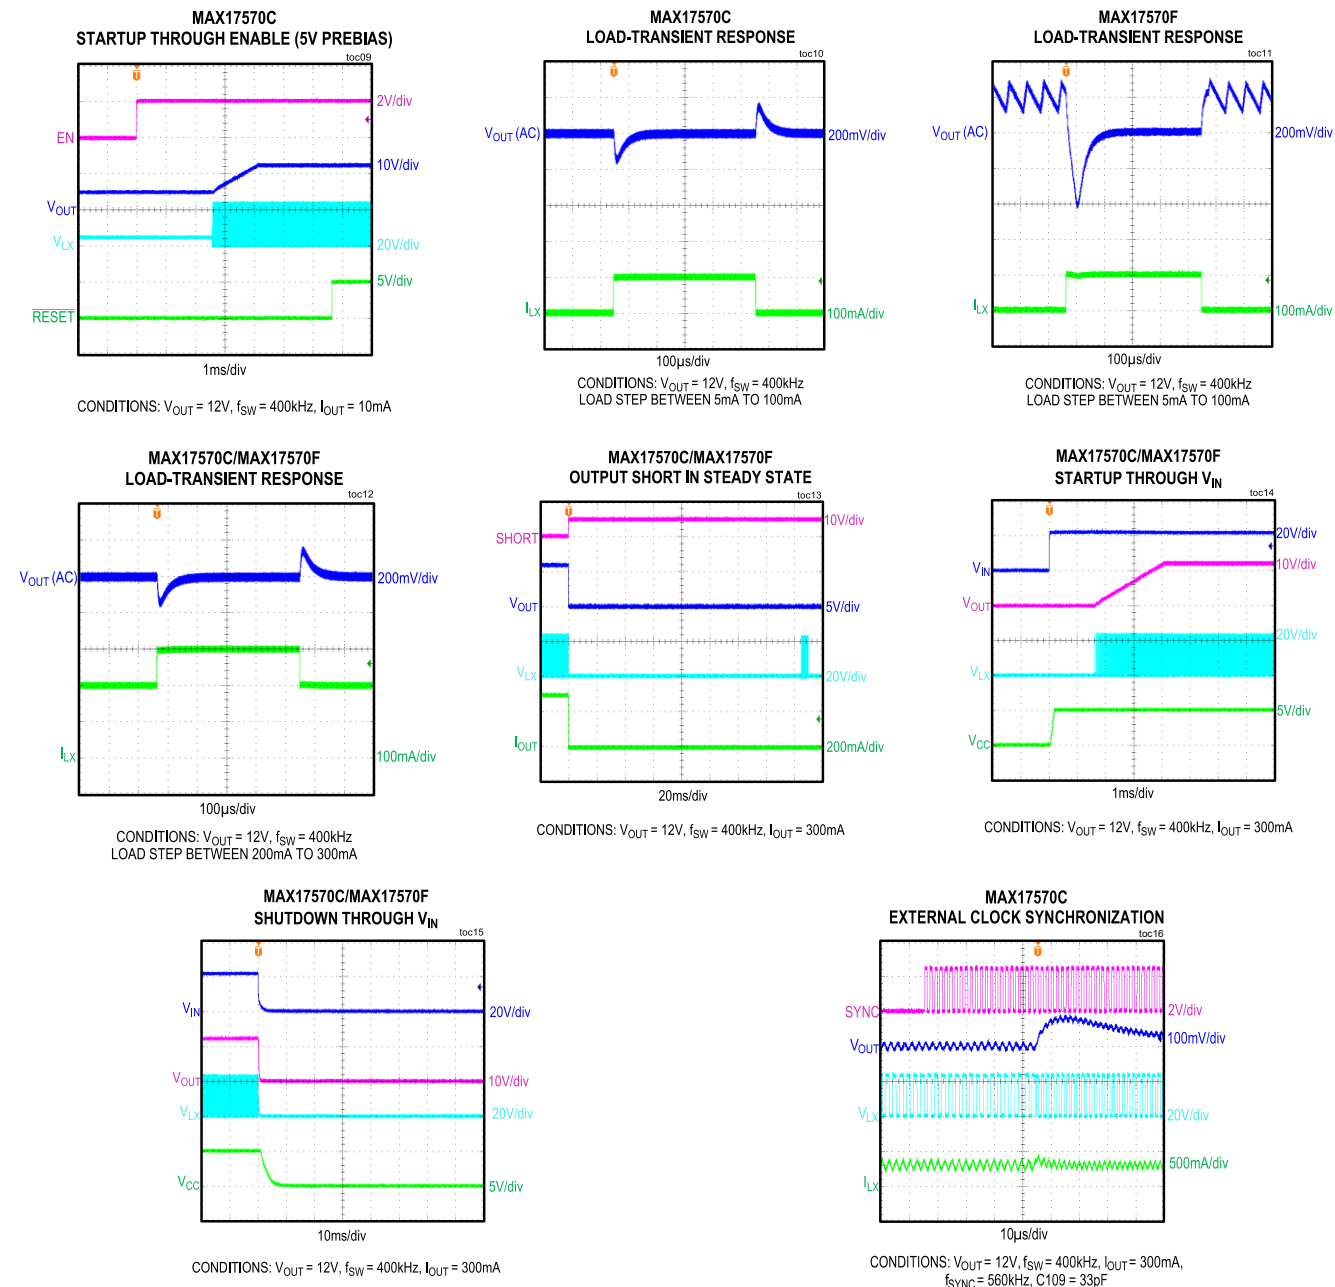 MAX17570C
STARTUP THROUGH ENABLE (5V PREBIAS)
toc09
T
EN
2V/div
10V/div
VOUT
VLX
20V/div
5V/div
RESET
1ms/div
CONDITIONS: VOUT = 12V, fSW = 400kHz, IOUT = 10mA
MAX17570C
LOAD-TRANSIENT RESPONSE
toc10
T
VOUT (AC)
200mV/div
ILX
100mA/div
100µs/div
CONDITIONS: VOUT = 12V, fSW = 400kHz
LOAD STEP BETWEEN 5mA TO 100mA
MAX17570F
LOAD-TRANSIENT RESPONSE
toc11
T
VOUT (AC)
200mV/div
ILX
100mA/div
100µs/div
CONDITIONS: VOUT = 12V, fSW = 400kHz
LOAD STEP BETWEEN 5mA TO 100mA
MAX17570C/MAX17570F
LOAD-TRANSIENT RESPONSE
toc12
T
VOUT (AC)
200mV/div
ILX
100mA/div
100µs/div
CONDITIONS: VOUT = 12V, fSW = 400kHz
LOAD STEP BETWEEN 200mA TO 300mA
MAX17570C/MAX17570F
OUTPUT SHORT IN STEADY STATE
toc13
T
SHORT
10V/div
VOUT
5V/div
VLX
20V/div
IOUT
200mA/div
20ms/div
CONDITIONS: VOUT = 12V, fSW = 400kHz, IOUT = 300mA
MAX17570C/MAX17570F
STARTUP THROUGH VIN
toc14
T
20V/div
VIN
10V/div
VOUT
20V/div
VLX
5V/div
VCC
1ms/div
CONDITIONS: VOUT = 12V, fSW = 400kHz, IOUT = 300mA
MAX17570C/MAX17570F
SHUTDOWN THROUGH VIN
toc15
T
VIN
20V/div
VOUT
10V/div
VLX
20V/div
VCC
5V/div
10ms/div
CONDITIONS: VOUT = 12V, fSW = 400kHz, IOUT = 300mA
MAX17570C
EXTERNAL CLOCK SYNCHRONIZATION
toc16
T
SYNC
2V/div
VOUT
100mV/div
VLX
20V/div
ILX
500mA/div
10µs/div
CONDITIONS: VOUT = 12V, fSW = 400kHz, IOUT = 300mA,
fSYNC = 560kHz, C109 = 33pF